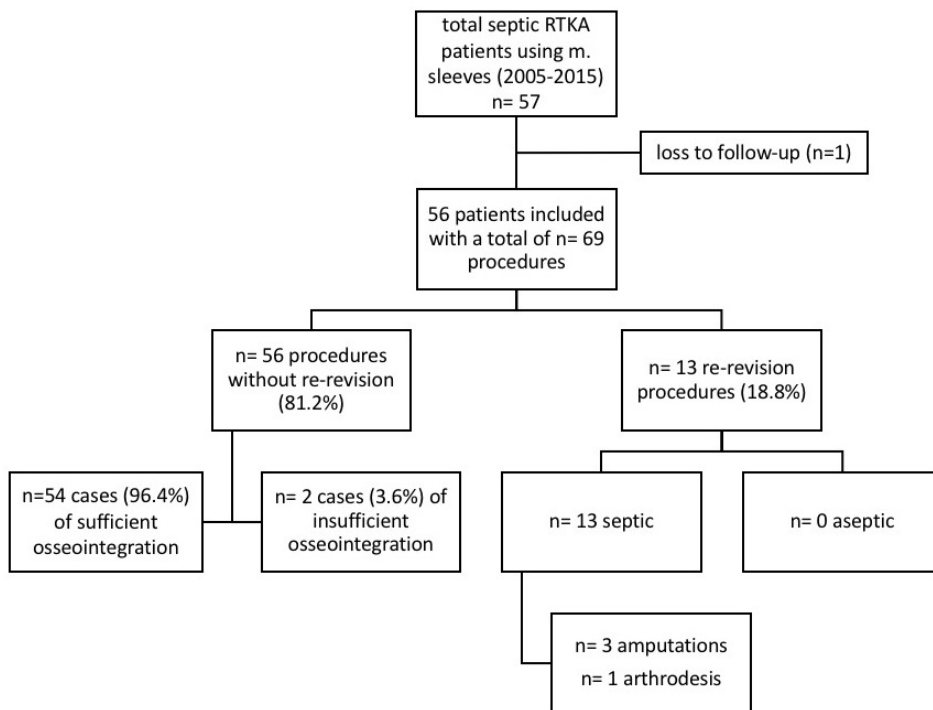 total septic RTKA
patients using m.
sleeves (2005-2015)
n= 57
loss to follow-up (n=1)
56 patients included
with a total of n= 69
procedures
n= 56 procedures
without re-revision
(81.2%)
n= 13 re-revision
procedures (18.8%)
n=54 cases (96.4%)
of sufficient
osseointegration
n= 2 cases (3.6%) of
insufficient
osseointegration
n= 13 septic
n= 0 aseptic
n= 3 amputations
n= 1 arthrodesis